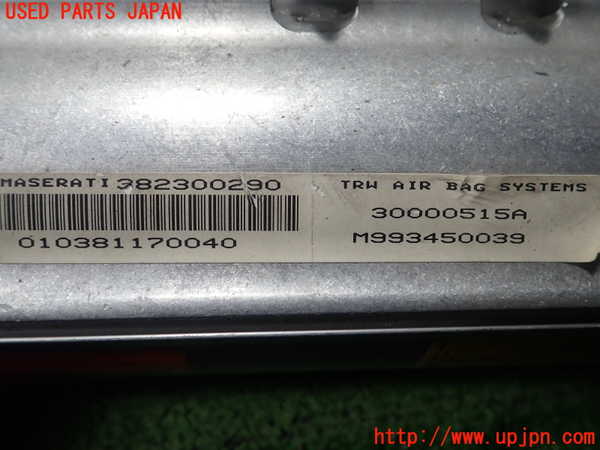 USED PARTS JAPAN
MASERATI 382300290
010381170040
TRW AIR BAG SYSTEMS
30000515A
M993450039
http://www.upjpn.com/